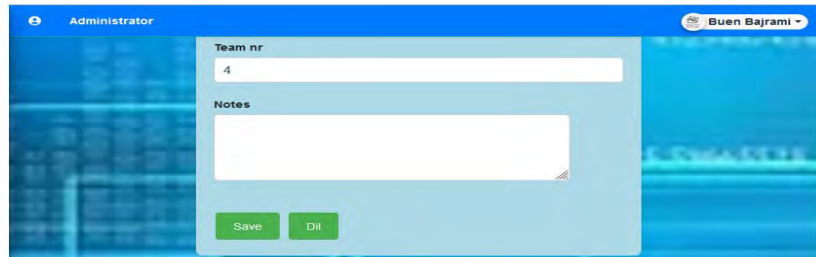 Administrator
Buen Bajrami
Team nr
4
Notes
Save
Dil